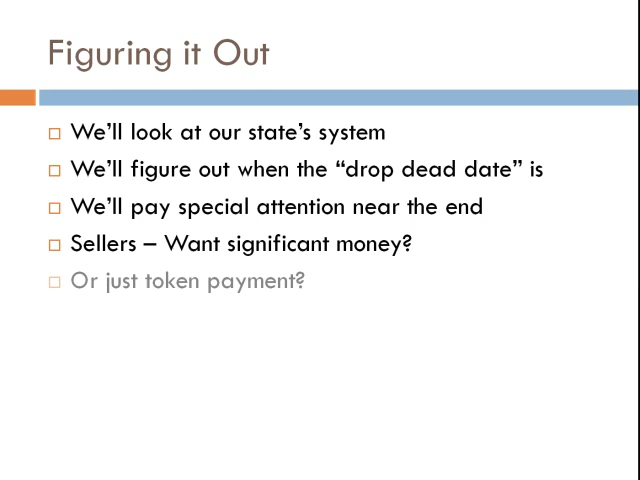 Figuring it Out
We’ll look at our state’s system
We’ll figure out when the “drop dead date” is
We’ll pay special attention near the end
Sellers – Want significant money?
Or just token payment?